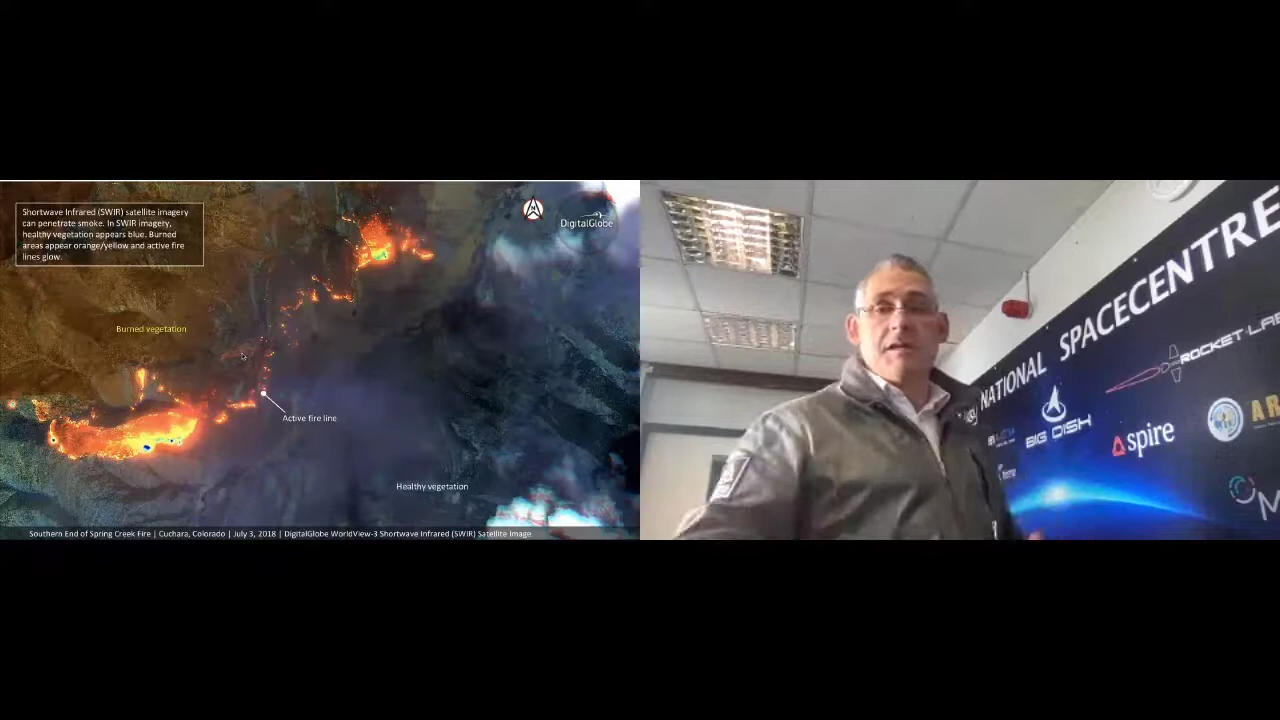 Shortwave Infrared (SWIR) satellite imagery
can penetrate smoke. In SWIR imagery,
healthy vegetation appears blue. Burned
areas appear orange/yellow and active fire
lines glow.
N
DigitalGlobe
Burned vegetation
Active fire line
Healthy vegetation
Southern End of Spring Creek Fire | Cuchara, Colorado | July 3, 2018 | DigitalGlobe WorldView-3 Shortwave Infrared (SWIR) Satellite Image
NATIONAL SPACECENTRE
ROCKET LAB
BIG DISH
spire
AR
M